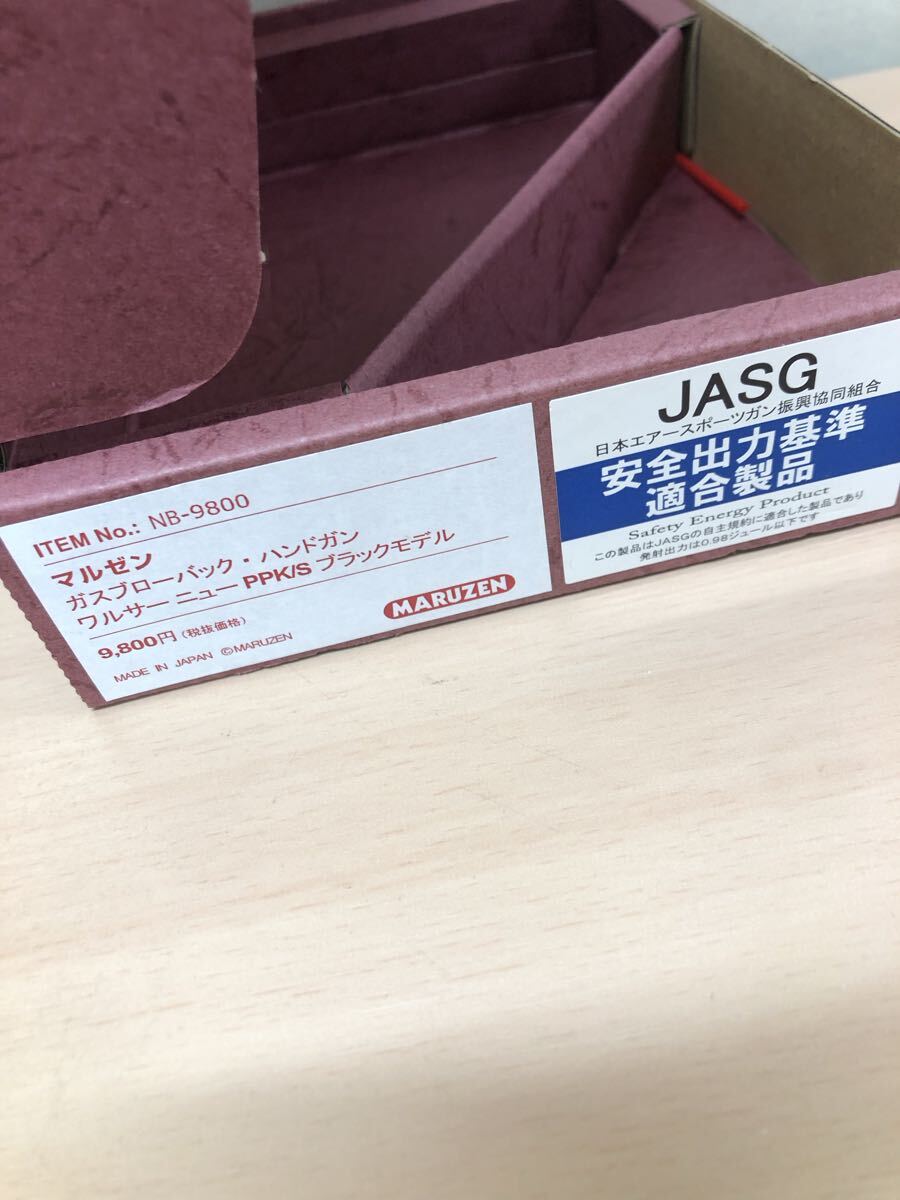 ITEM No.: NB-9800
マルゼン
ガスブローバック・ハンドガン
ワルサー ニュー PPK/S ブラックモデル
9,800円 (税抜価格)
MARUZEN
MADE IN JAPAN ©MARUZEN
JASG
日本エアースポーツガン振興協同組合
安全出力基準
適合製品
Safety Energy Product
この製品はJASGの自主規約に適合した製品であり
発射出力は0.98ジュール以下です